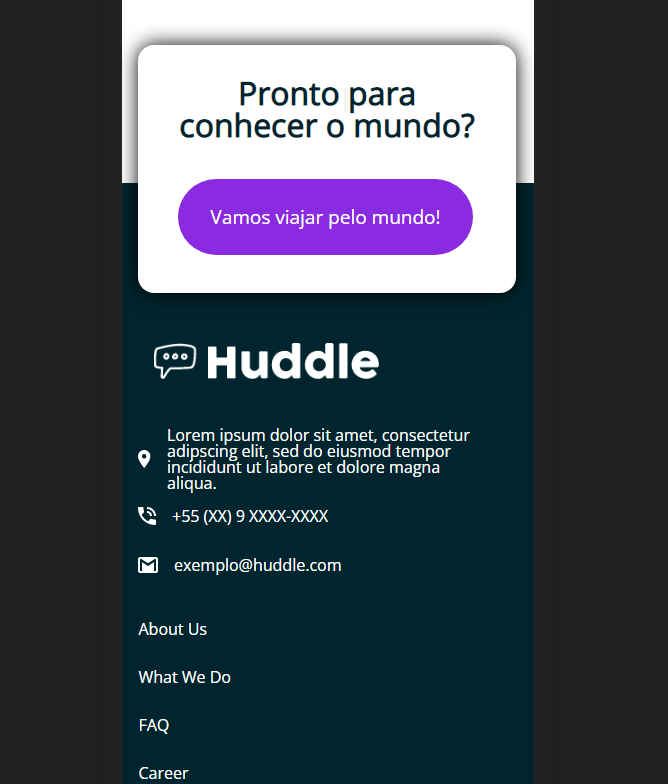 Pronto para
conhecer o mundo?
Vamos viajar pelo mundo!
Huddle
Lorem ipsum dolor sit amet, consectetur
adipscing elit, sed do eiusmod tempor
incididunt ut labore et dolore magna
aliqua.
+55 (XX) 9 XXXX-XXXX
exemplo@huddle.com
About Us
What We Do
FAQ
Career